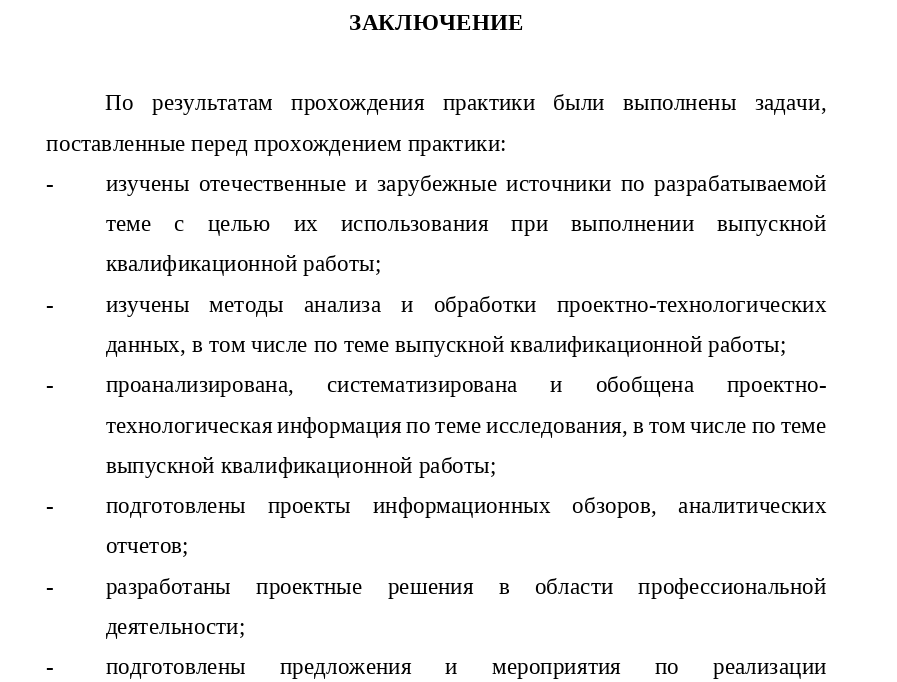 ЗАКЛЮЧЕНИЕ
По результатам прохождения практики были выполнены задачи,
поставленные перед прохождением практики:
- изучены отечественные и зарубежные источники по разрабатываемой
теме с целью их использования при выполнении выпускной
квалификационной работы;
- изучены методы анализа и обработки проектно-технологических
данных, в том числе по теме выпускной квалификационной работы;
- проанализирована, систематизирована и обобщена проектно-
технологическая информация по теме исследования, в том числе по теме
выпускной квалификационной работы;
- подготовлены проекты информационных обзоров, аналитических
отчетов;
- разработаны проектные решения в области профессиональной
деятельности;
- подготовлены предложения и мероприятия по реализации